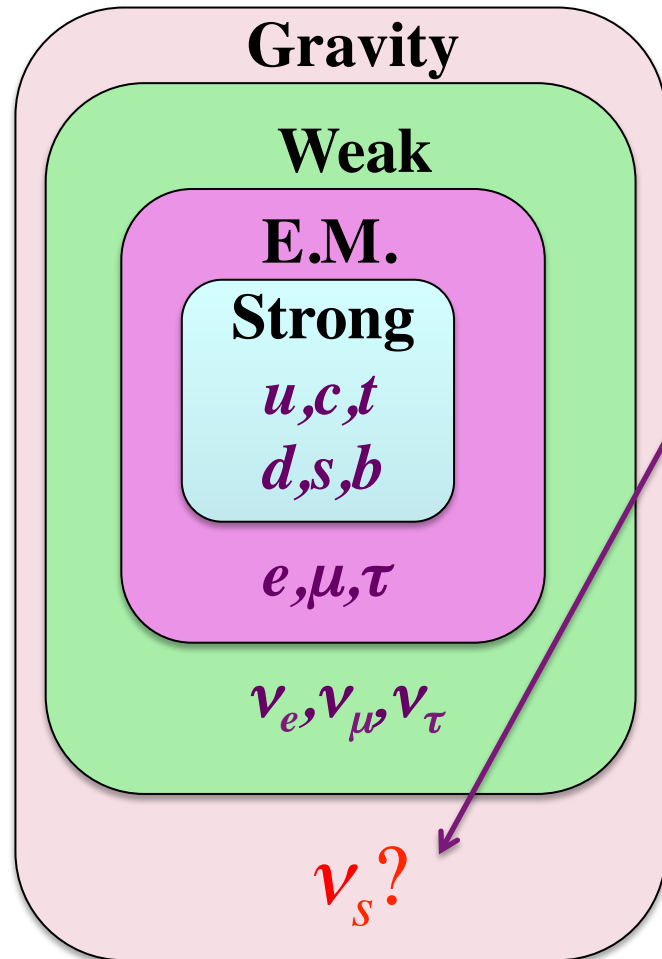 Gravity
Weak
E.M.
Strong
u,c,t
d,s,b
e,μ,τ
νe,νμ,ντ
νs?